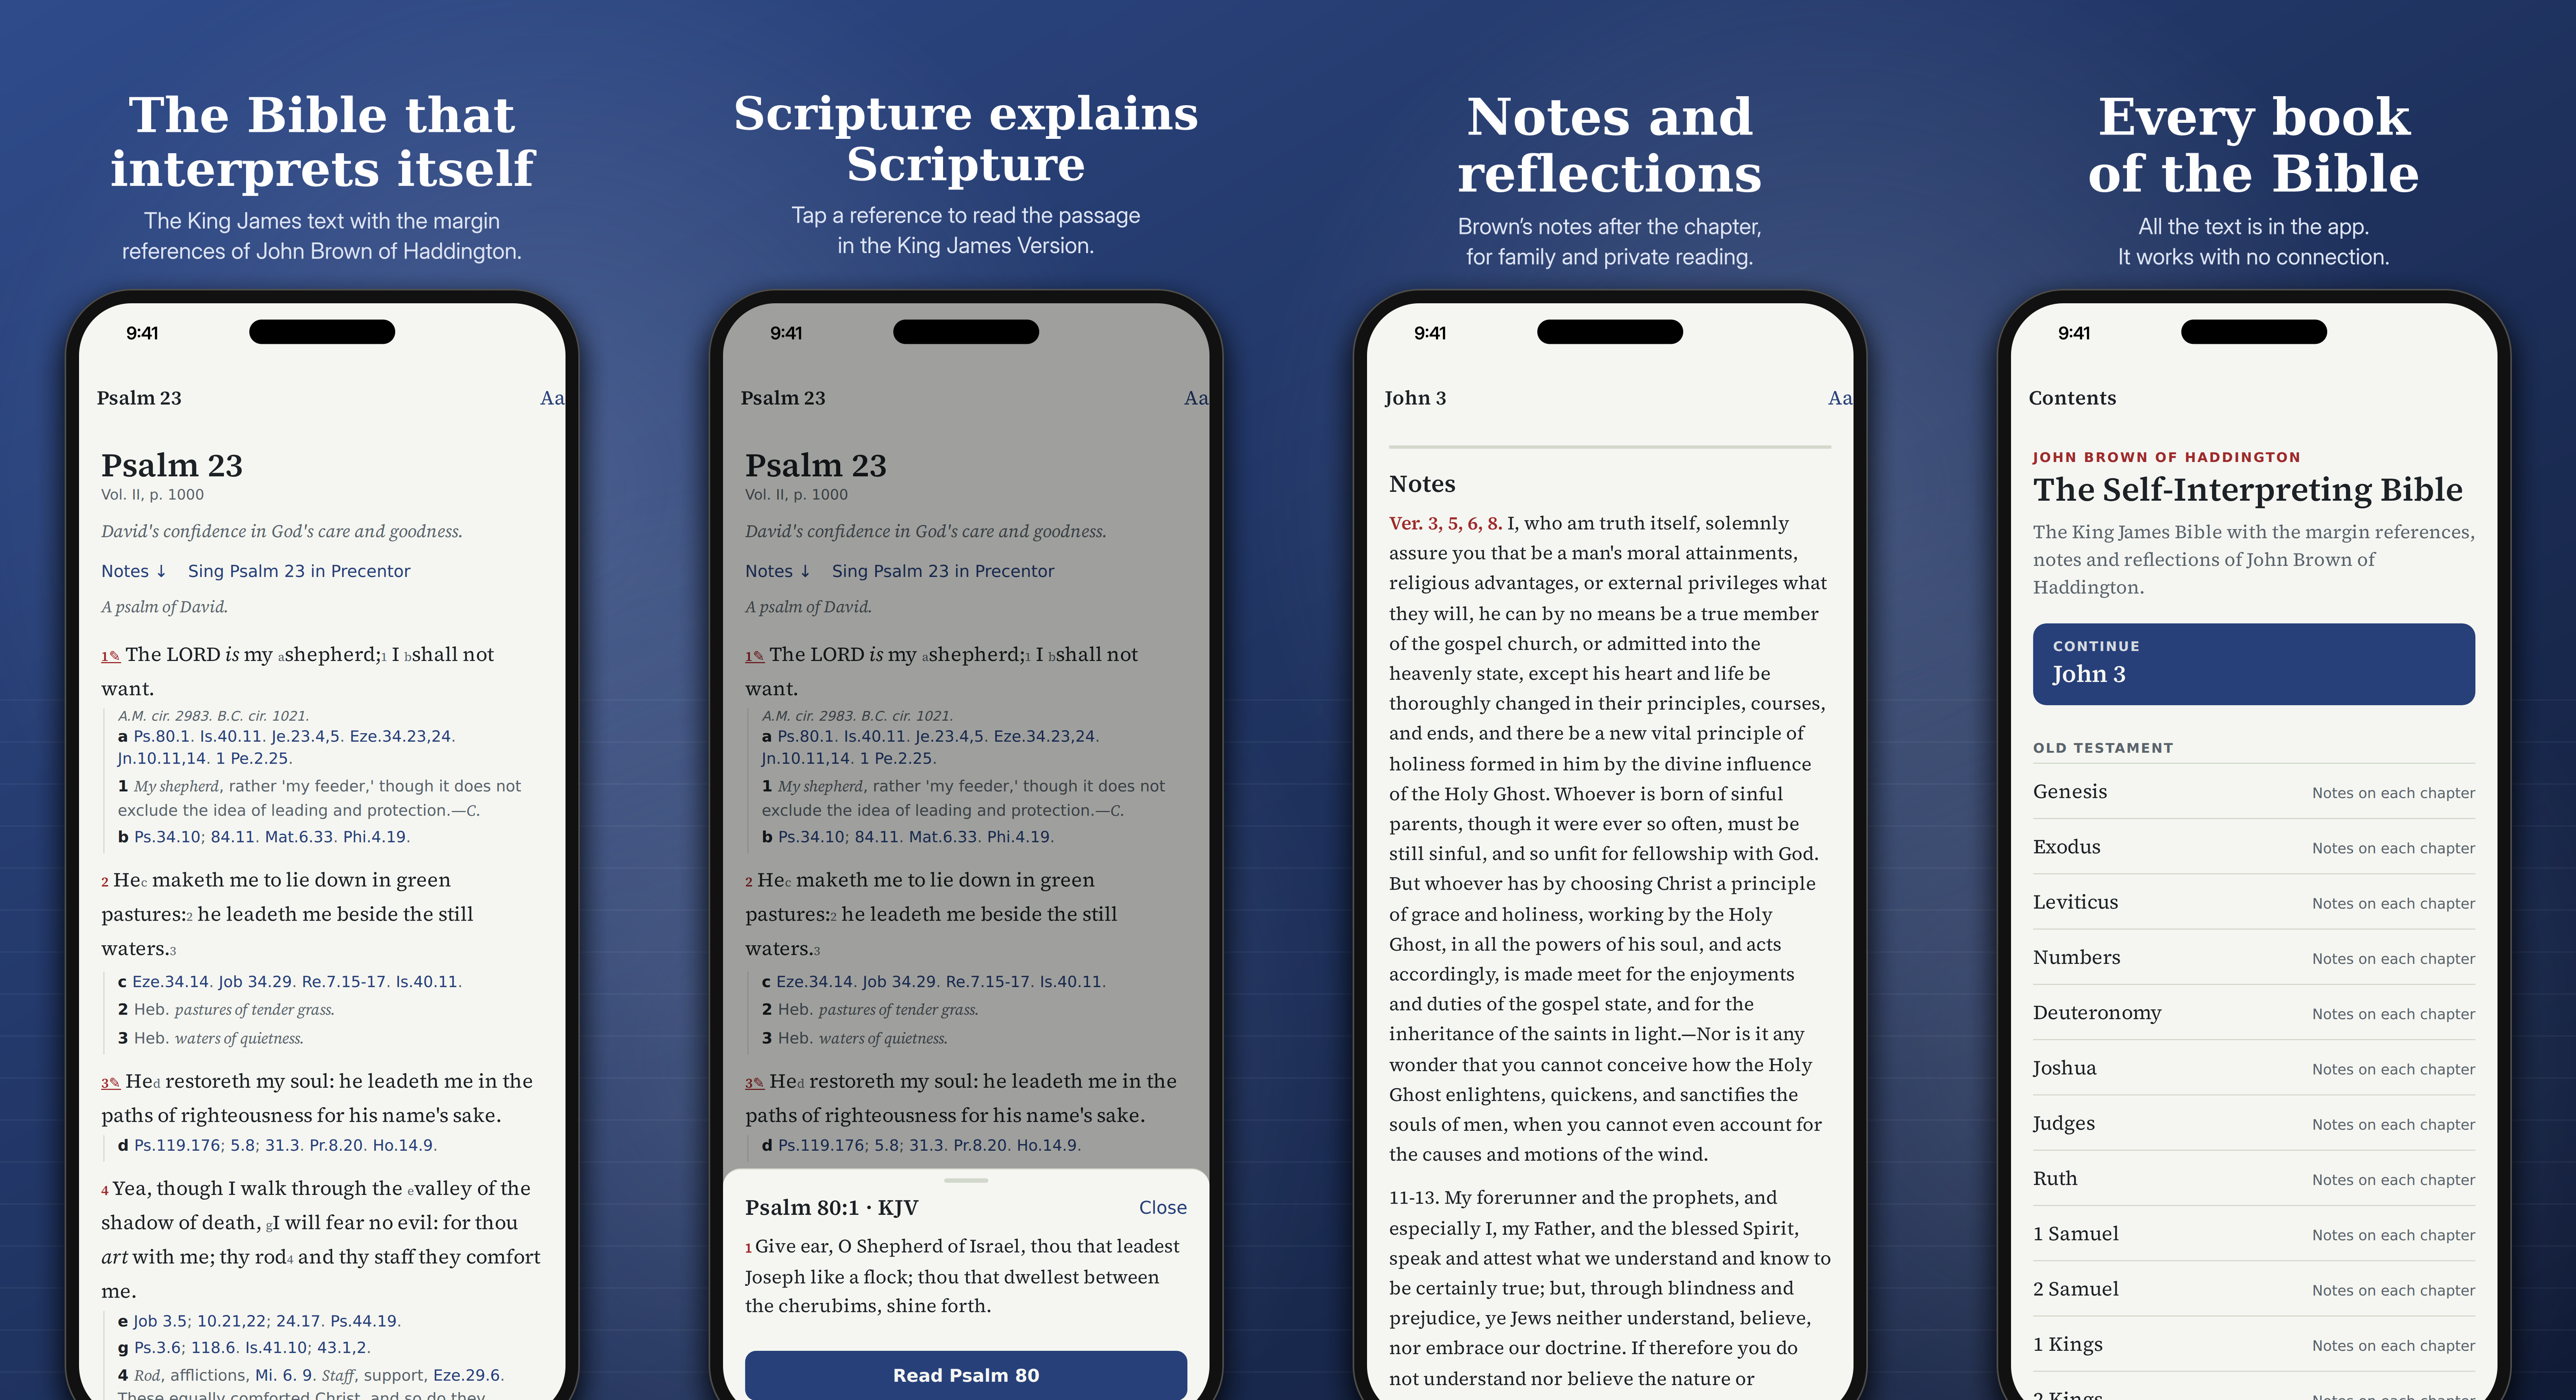 The Bible that
interprets itself
The King James text with the margin
references of John Brown of Haddington.
9:41
Psalm 23
Aa
Psalm 23
Vol. II, p. 1000
David's confidence in God's care and goodness.
Notes ↓ Sing Psalm 23 in Precentor
A psalm of David.
1✎ The LORD is my ashepherd;1 I bshall not
want.
A.M. cir. 2983. B.C. cir. 1021.
a Ps.80.1. Is.40.11. Je.23.4,5. Eze.34.23,24.
Jn.10.11,14. 1 Pe.2.25.
1 My shepherd, rather 'my feeder,' though it does not
exclude the idea of leading and protection.—C.
b Ps.34.10; 84.11. Mat.6.33. Phi.4.19.
2 Hec maketh me to lie down in green
pastures:2 he leadeth me beside the still
waters.3
c Eze.34.14. Job 34.29. Re.7.15-17. Is.40.11.
2 Heb. pastures of tender grass.
3 Heb. waters of quietness.
3✎ Hed restoreth my soul: he leadeth me in the
paths of righteousness for his name's sake.
d Ps.119.176; 5.8; 31.3. Pr.8.20. Ho.14.9.
4 Yea, though I walk through the evalley of the
shadow of death, gI will fear no evil: for thou
art with me; thy rod4 and thy staff they comfort
me.
e Job 3.5; 10.21,22; 24.17. Ps.44.19.
g Ps.3.6; 118.6. Is.41.10; 43.1,2.
4 Rod, afflictions, Mi. 6. 9. Staff, support, Eze.29.6.
These equally comforted Christ, and so do they
Scripture explains
Scripture
Tap a reference to read the passage
in the King James Version.
9:41
Psalm 23
Aa
Psalm 23
Vol. II, p. 1000
David's confidence in God's care and goodness.
Notes ↓ Sing Psalm 23 in Precentor
A psalm of David.
1✎ The LORD is my ashepherd;1 I bshall not
want.
A.M. cir. 2983. B.C. cir. 1021.
a Ps.80.1. Is.40.11. Je.23.4,5. Eze.34.23,24.
Jn.10.11,14. 1 Pe.2.25.
1 My shepherd, rather 'my feeder,' though it does not
exclude the idea of leading and protection.—C.
b Ps.34.10; 84.11. Mat.6.33. Phi.4.19.
2 Hec maketh me to lie down in green
pastures:2 he leadeth me beside the still
waters.3
c Eze.34.14. Job 34.29. Re.7.15-17. Is.40.11.
2 Heb. pastures of tender grass.
3 Heb. waters of quietness.
3✎ Hed restoreth my soul: he leadeth me in the
paths of righteousness for his name's sake.
d Ps.119.176; 5.8; 31.3. Pr.8.20. Ho.14.9.
Psalm 80:1 · KJV
Close
1 Give ear, O Shepherd of Israel, thou that leadest
Joseph like a flock; thou that dwellest between
the cherubims, shine forth.
Read Psalm 80
Notes and
reflections
Brown’s notes after the chapter,
for family and private reading.
9:41
John 3
Aa
Notes
Ver. 3, 5, 6, 8. I, who am truth itself, solemnly
assure you that be a man's moral attainments,
religious advantages, or external privileges what
they will, he can by no means be a true member
of the gospel church, or admitted into the
heavenly state, except his heart and life be
thoroughly changed in their principles, courses,
and ends, and there be a new vital principle of
holiness formed in him by the divine influence
of the Holy Ghost. Whoever is born of sinful
parents, though it were ever so often, must be
still sinful, and so unfit for fellowship with God.
But whoever has by choosing Christ a principle
of grace and holiness, working by the Holy
Ghost, in all the powers of his soul, and acts
accordingly, is made meet for the enjoyments
and duties of the gospel state, and for the
inheritance of the saints in light.—Nor is it any
wonder that you cannot conceive how the Holy
Ghost enlightens, quickens, and sanctifies the
souls of men, when you cannot even account for
the causes and motions of the wind.
11-13. My forerunner and the prophets, and
especially I, my Father, and the blessed Spirit,
speak and attest what we understand and know to
be certainly true; but, through blindness and
prejudice, ye Jews neither understand, believe,
nor embrace our doctrine. If therefore you do
not understand nor believe the nature or
Every book
of the Bible
All the text is in the app.
It works with no connection.
9:41
Contents
JOHN BROWN OF HADDINGTON
The Self-Interpreting Bible
The King James Bible with the margin references,
notes and reflections of John Brown of
Haddington.
CONTINUE
John 3
OLD TESTAMENT
Genesis Notes on each chapter
Exodus Notes on each chapter
Leviticus Notes on each chapter
Numbers Notes on each chapter
Deuteronomy Notes on each chapter
Joshua Notes on each chapter
Judges Notes on each chapter
Ruth Notes on each chapter
1 Samuel Notes on each chapter
2 Samuel Notes on each chapter
1 Kings Notes on each chapter
2 Kings Notes on each chapter